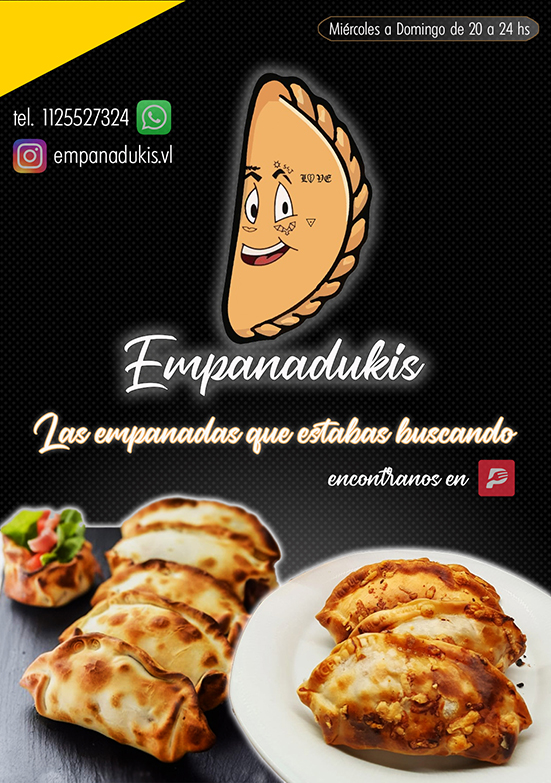 Miércoles a Domingo de 20 a 24 hs
tel. 1125527324
empanadukis.vl
LOVE
Empanadukis
Las empanadas que estabas buscando
encontranos en